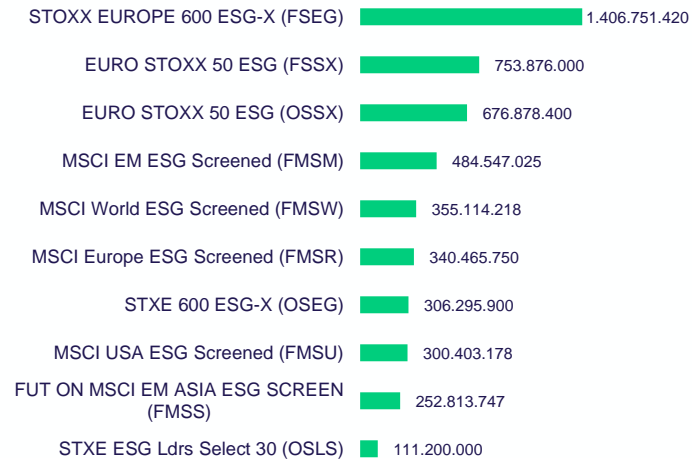 STOXX EUROPE 600 ESG-X (FSEG) 1.406.751.420
EURO STOXX 50 ESG (FSSX) 753.876.000
EURO STOXX 50 ESG (OSSX) 676.878.400
MSCI EM ESG Screened (FMSM) 484.547.025
MSCI World ESG Screened (FMSW) 355.114.218
MSCI Europe ESG Screened (FMSR) 340.465.750
STXE 600 ESG-X (OSEG) 306.295.900
MSCI USA ESG Screened (FMSU) 300.403.178
FUT ON MSCI EM ASIA ESG SCREEN
(FMSS) 252.813.747
STXE ESG Ldrs Select 30 (OSLS) 111.200.000